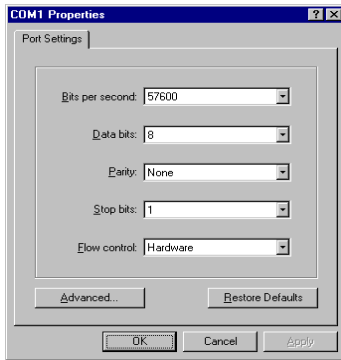 COM1 Properties
Port Settings
Bits per second: 57600
Data bits: 8
Parity: None
Stop bits: 1
Flow control: Hardware
Advanced... Restore Defaults
OK Cancel Apply